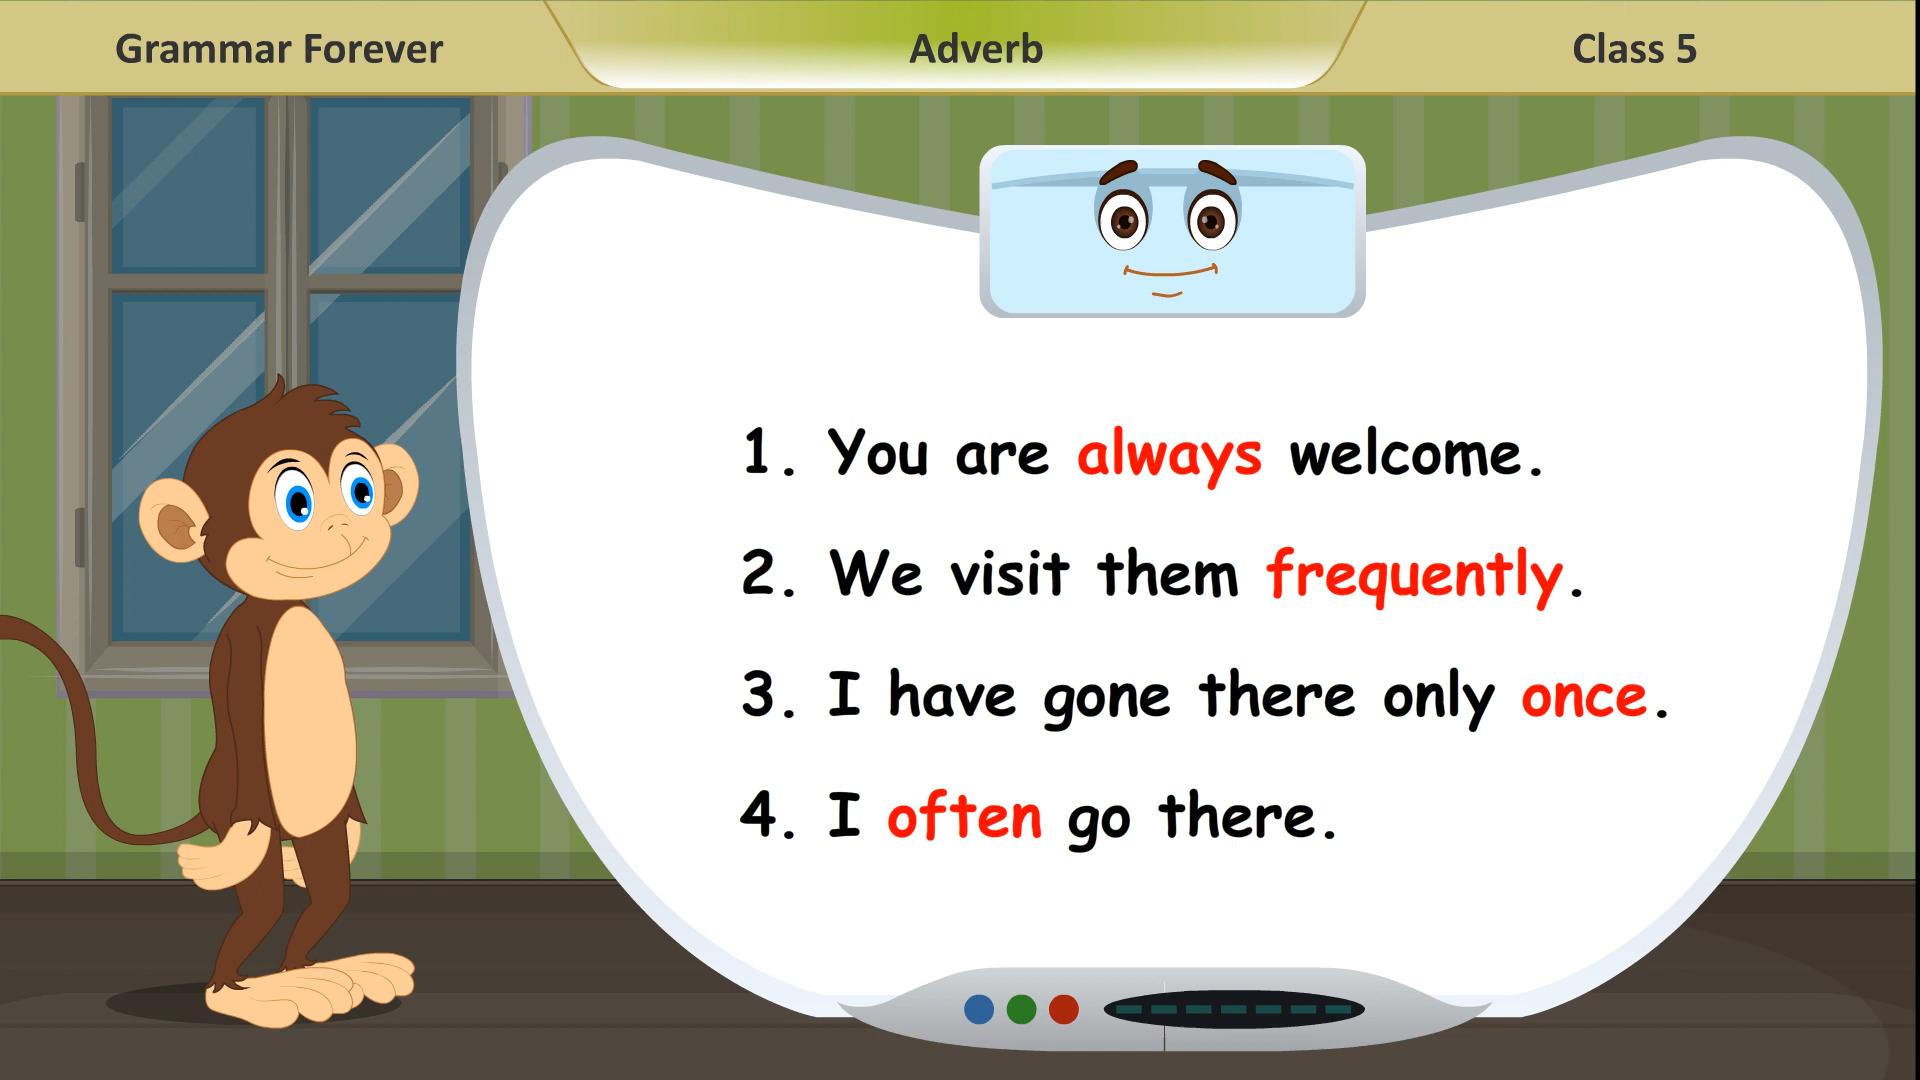 Grammar Forever
Adverb
Class 5
1. You are always welcome.
2. We visit them frequently.
3. I have gone there only once.
4. I often go there.